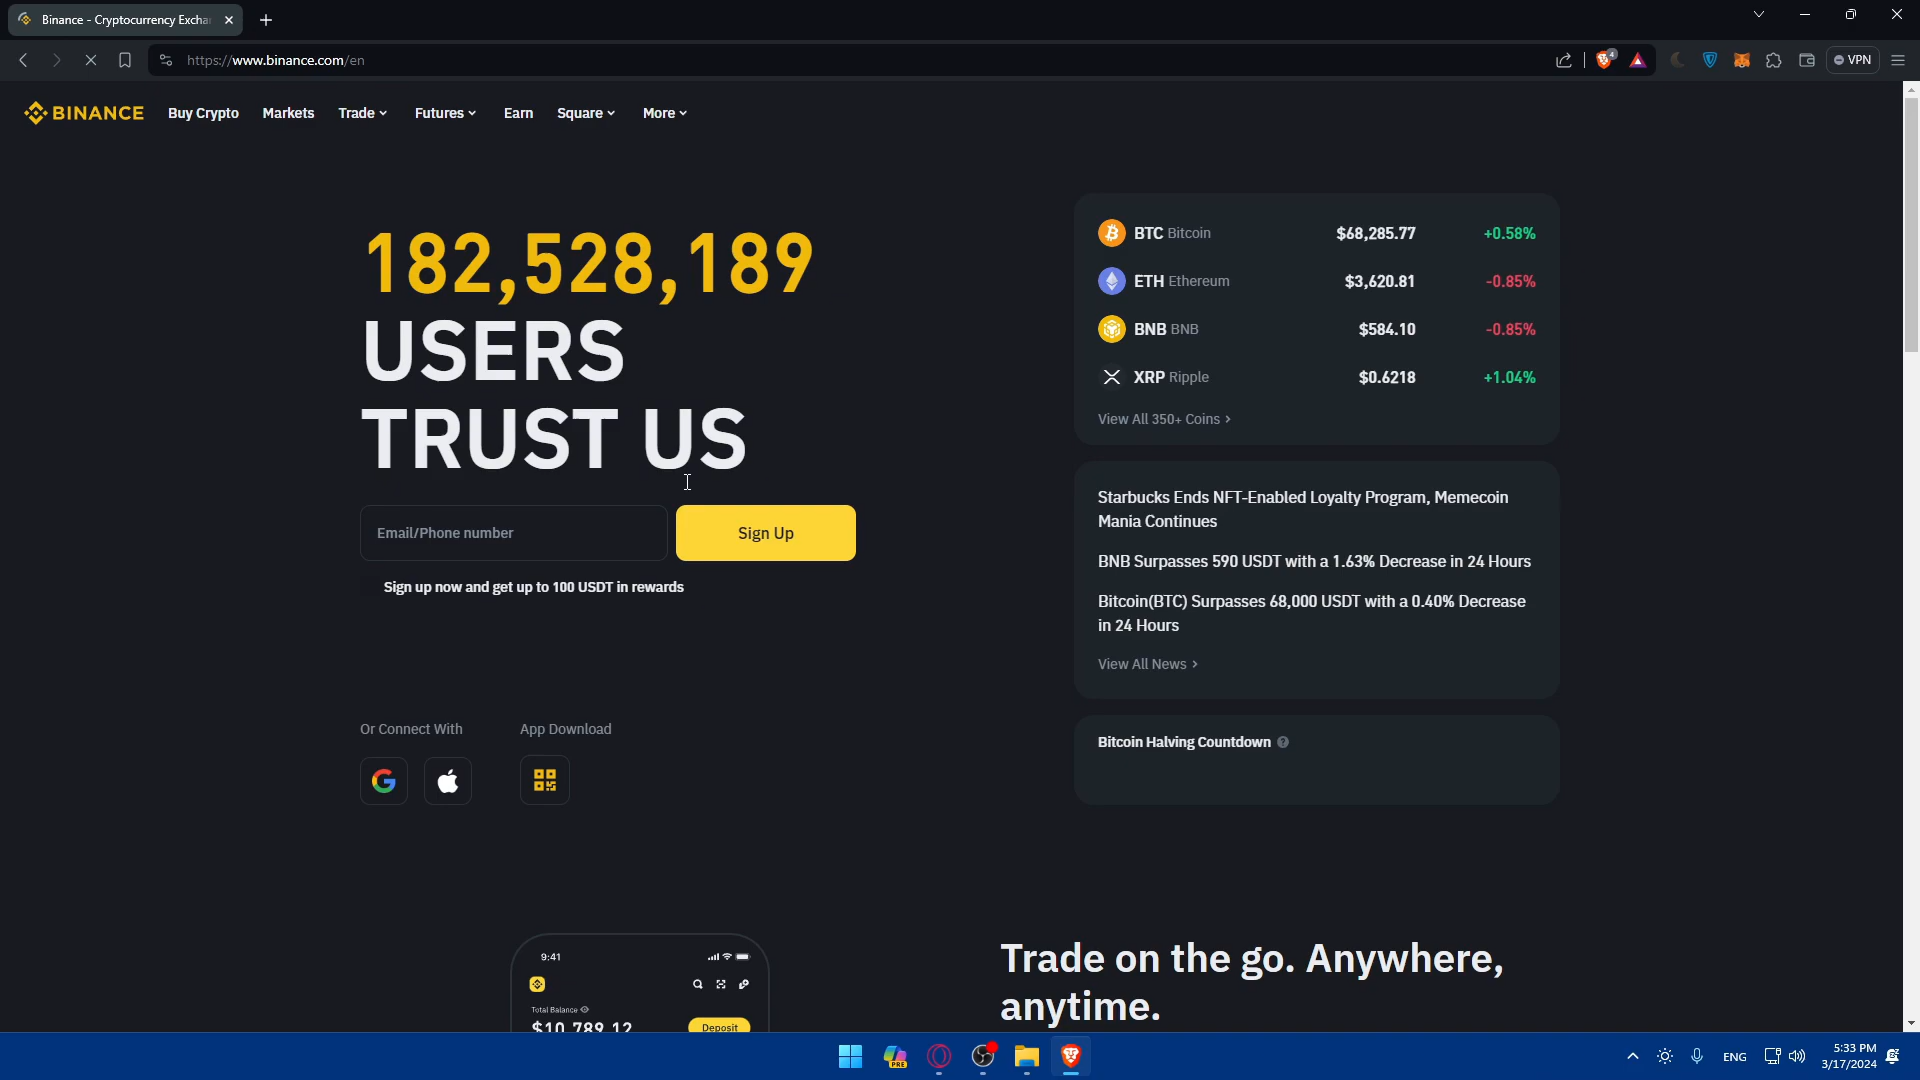 Binance - Cryptocurrency Excha
https://www.binance.com/en
4
VPN
BINANCE
Buy Crypto
Markets
Trade
Futures
Earn
Square
More
182,528,189
USERS
TRUST US
Email/Phone number
Sign Up
Sign up now and get up to 100 USDT in rewards
Or Connect With
App Download
BTC Bitcoin $68,285.77 +0.58%
ETH Ethereum $3,620.81 -0.85%
BNB BNB $584.10 -0.85%
XRP Ripple $0.6218 +1.04%
View All 350+ Coins
Starbucks Ends NFT-Enabled Loyalty Program, Memecoin
Mania Continues
BNB Surpasses 590 USDT with a 1.63% Decrease in 24 Hours
Bitcoin(BTC) Surpasses 68,000 USDT with a 0.40% Decrease
in 24 Hours
View All News
Bitcoin Halving Countdown
9:41
Total Balance
$10,789.12
Deposit
Trade on the go. Anywhere,
anytime.
PRE
ENG
5:33 PM
3/17/2024